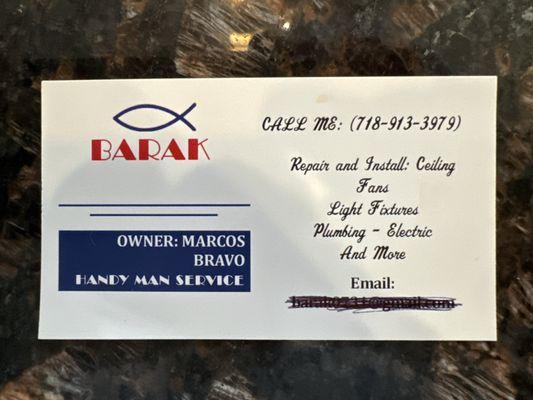 BARAK
OWNER: MARCOS
BRAVO
HANDY MAN SERVICE
CALL ME: (718-913-3979)
Repair and Install: Ceiling
Fans
Light Fixtures
Plumbing - Electric
And More
Email: